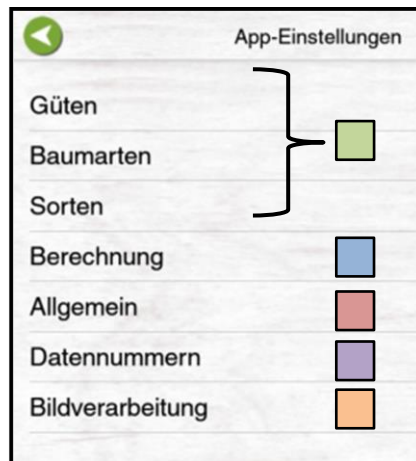 App-Einstellungen
Güten
Baumarten
Sorten
Berechnung
Allgemein
Datennummern
Bildverarbeitung